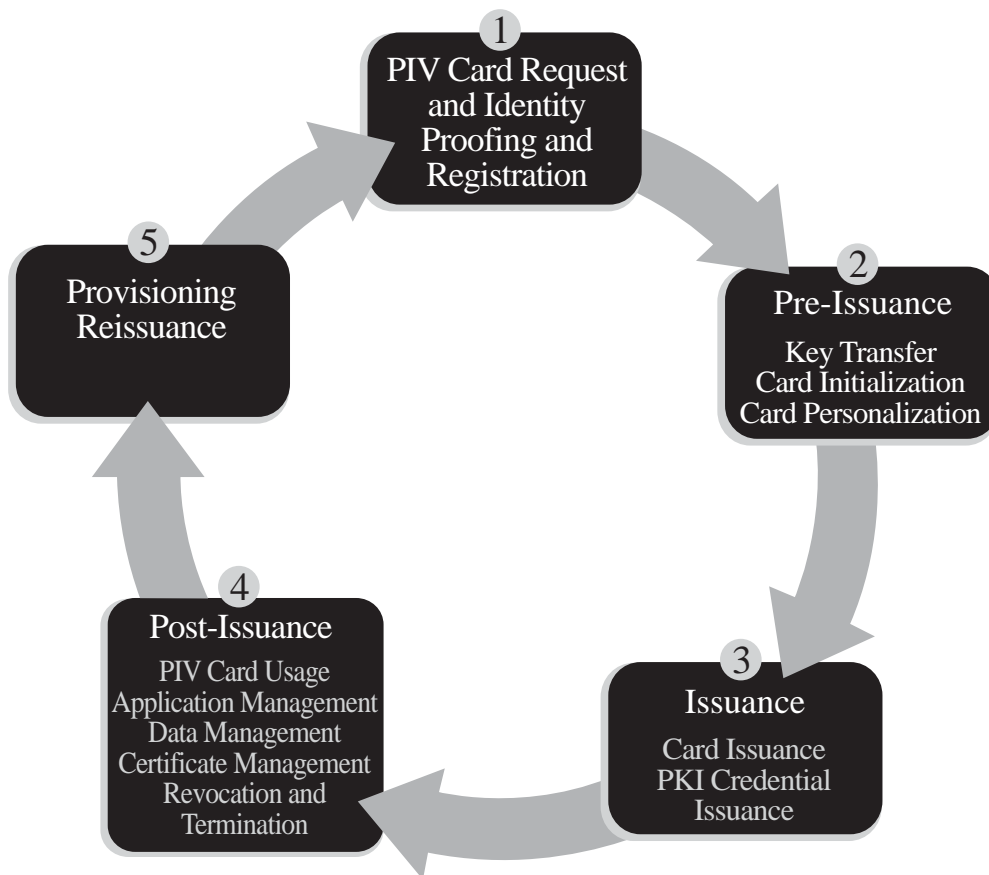 1
PIV Card Request
and Identity
Proofing and
Registration
2
Pre-Issuance
Key Transfer
Card Initialization
Card Personalization
3
Issuance
Card Issuance
PKI Credential
Issuance
4
Post-Issuance
PIV Card Usage
Application Management
Data Management
Certificate Management
Revocation and
Termination
5
Provisioning
Reissuance